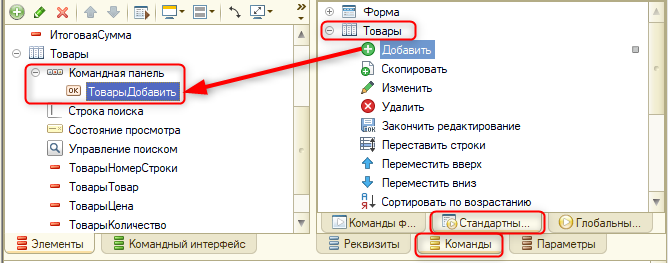 ИтоговаяСумма
Товары
Командная панель
OK ТоварыДобавить
Строка поиска
Состояние просмотра
Управление поиском
ТоварыНомерСтроки
ТоварыТовар
ТоварыЦена
ТоварыКоличество
Элементы
Командный интерфейс
Форма
Товары
Добавить
Скопировать
Изменить
Удалить
Закончить редактирование
Переставить строки
Переместить вверх
Переместить вниз
Сортировать по возрастанию
Команды ф...
Стандартны...
Глобальны...
Реквизиты
Команды
Параметры